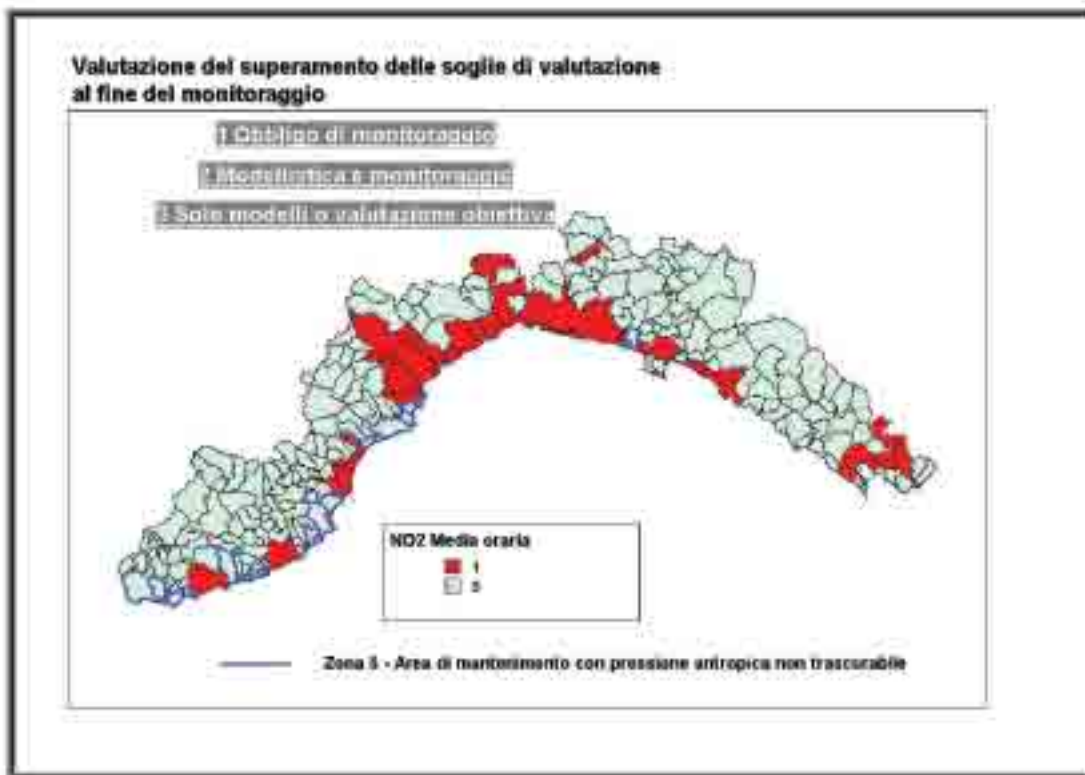 Valutazione del superamento delle soglie di valutazione
al fine del monitoraggio
1 Obbligo di monitoraggio
Modellistica e monitoraggio
Solo modelli o valutazione obiettiva
NO2 Media oraria
1
Zona 5 - Area di mantenimento con pressione antropica non trascurabile